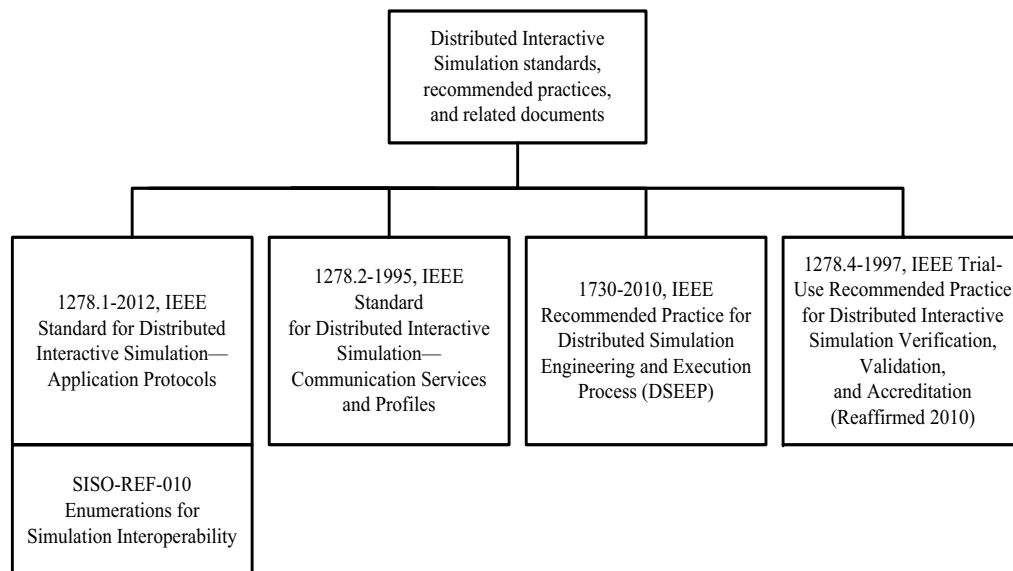 Distributed Interactive
Simulation standards,
recommended practices,
and related documents
1278.1-2012, IEEE
Standard for Distributed
Interactive Simulation—
Application Protocols
SISO-REF-010
Enumerations for
Simulation Interoperability
1278.2-1995, IEEE
Standard
for Distributed Interactive
Simulation—
Communication Services
and Profiles
1730-2010, IEEE
Recommended Practice for
Distributed Simulation
Engineering and Execution
Process (DSEEP)
1278.4-1997, IEEE Trial-
Use Recommended Practice
for Distributed Interactive
Simulation Verification,
Validation,
and Accreditation
(Reaffirmed 2010)